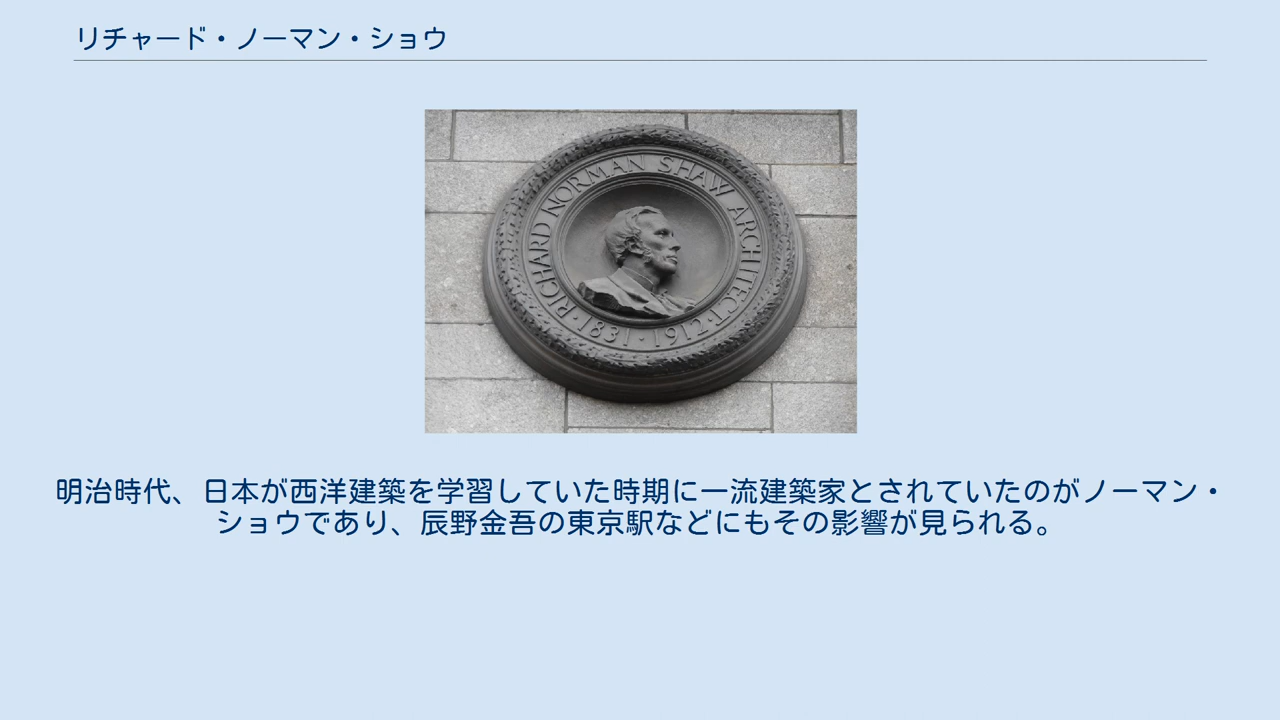 リチャード・ノーマン・ショウ
RICHARD NORMAN SHAW ARCHITECT
・1831・1912・
明治時代、日本が西洋建築を学習していた時期に一流建築家とされていたのがノーマン・
ショウであり、辰野金吾の東京駅などにもその影響が見られる。